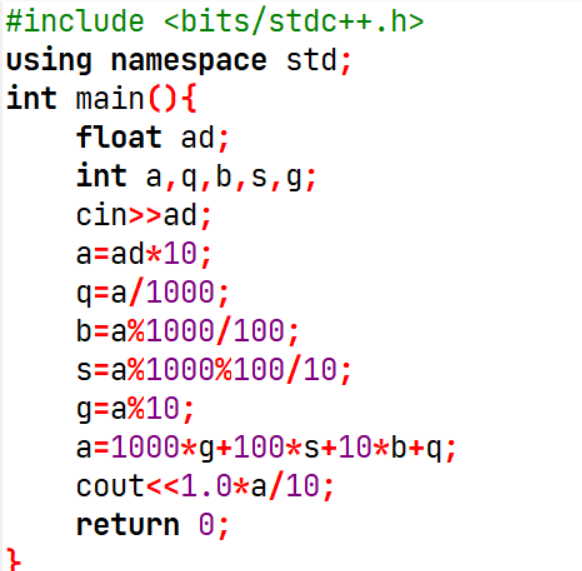 #include <bits/stdc++.h>
using namespace std;
int main(){
    float ad;
    int a,q,b,s,g;
    cin>>ad;
    a=ad*10;
    q=a/1000;
    b=a%1000/100;
    s=a%1000%100/10;
    g=a%10;
    a=1000*g+100*s+10*b+q;
    cout<<1.0*a/10;
    return 0;
}